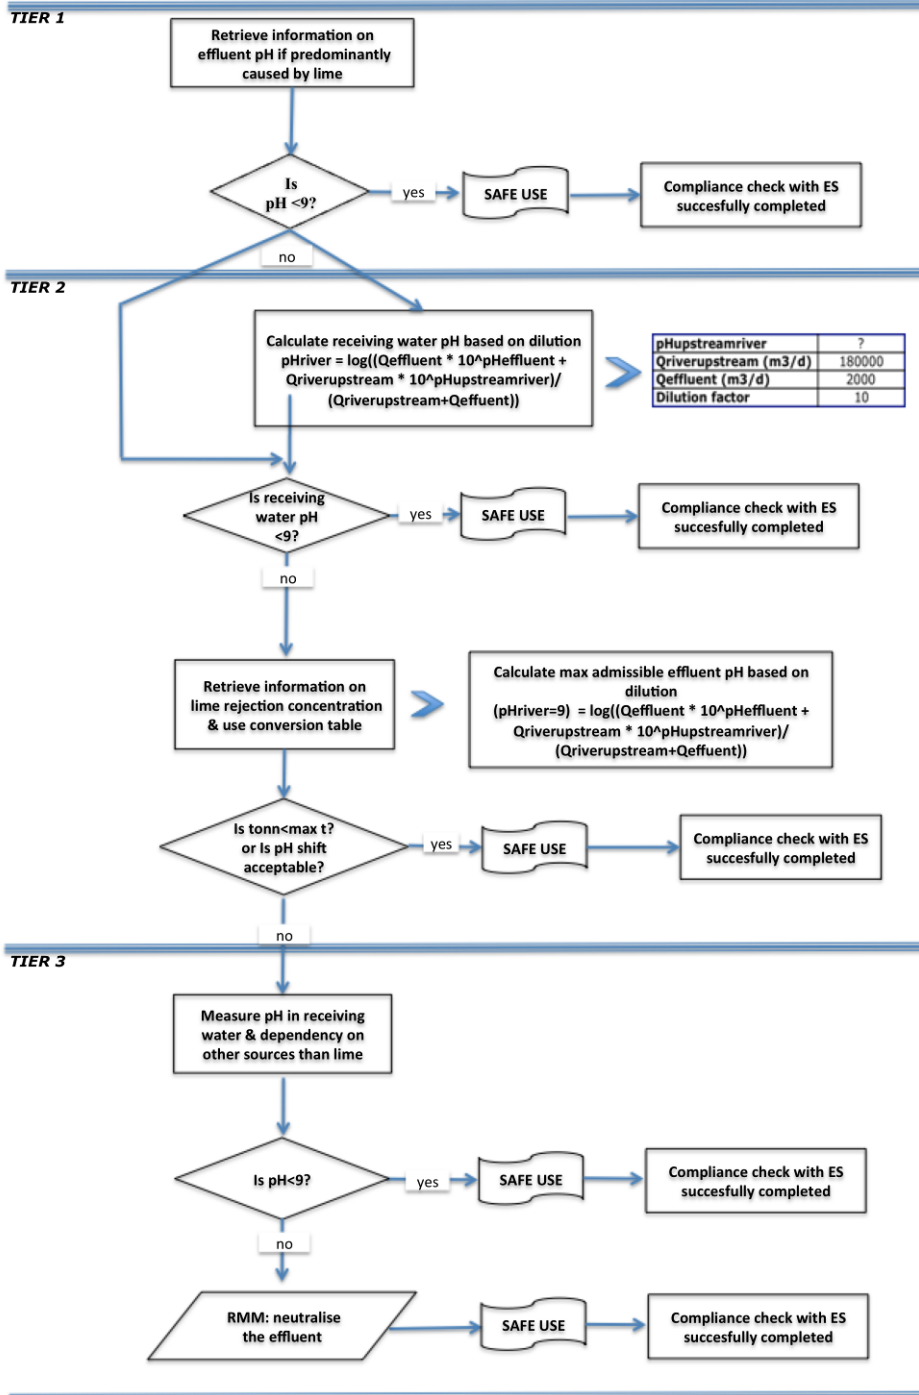 TIER 1
Retrieve information on
effluent pH if predominantly
caused by lime
Is
pH <9?
yes
SAFE USE
Compliance check with ES
succesfully completed
no
TIER 2
Calculate receiving water pH based on dilution
pHriver = log((Qeffluent * 10^pHeffluent +
Qriverupstream * 10^pHupstreamriver)/
(Qriverupstream+Qeffuent))
pHupstreamriver ?
Qriverupstream (m3/d) 180000
Qeffluent (m3/d) 2000
Dilution factor 10
Is receiving
water pH
<9?
yes
SAFE USE
Compliance check with ES
succesfully completed
no
Retrieve information on
lime rejection concentration
& use conversion table
Calculate max admissible effluent pH based on
dilution
(pHriver=9) = log((Qeffluent * 10^pHeffluent +
Qriverupstream * 10^pHupstreamriver)/
(Qriverupstream+Qeffuent))
Is tonn<max t?
or Is pH shift
acceptable?
yes
SAFE USE
Compliance check with ES
succesfully completed
no
TIER 3
Measure pH in receiving
water & dependency on
other sources than lime
Is pH<9?
yes
SAFE USE
Compliance check with ES
succesfully completed
no
RMM: neutralise
the effluent
SAFE USE
Compliance check with ES
succesfully completed